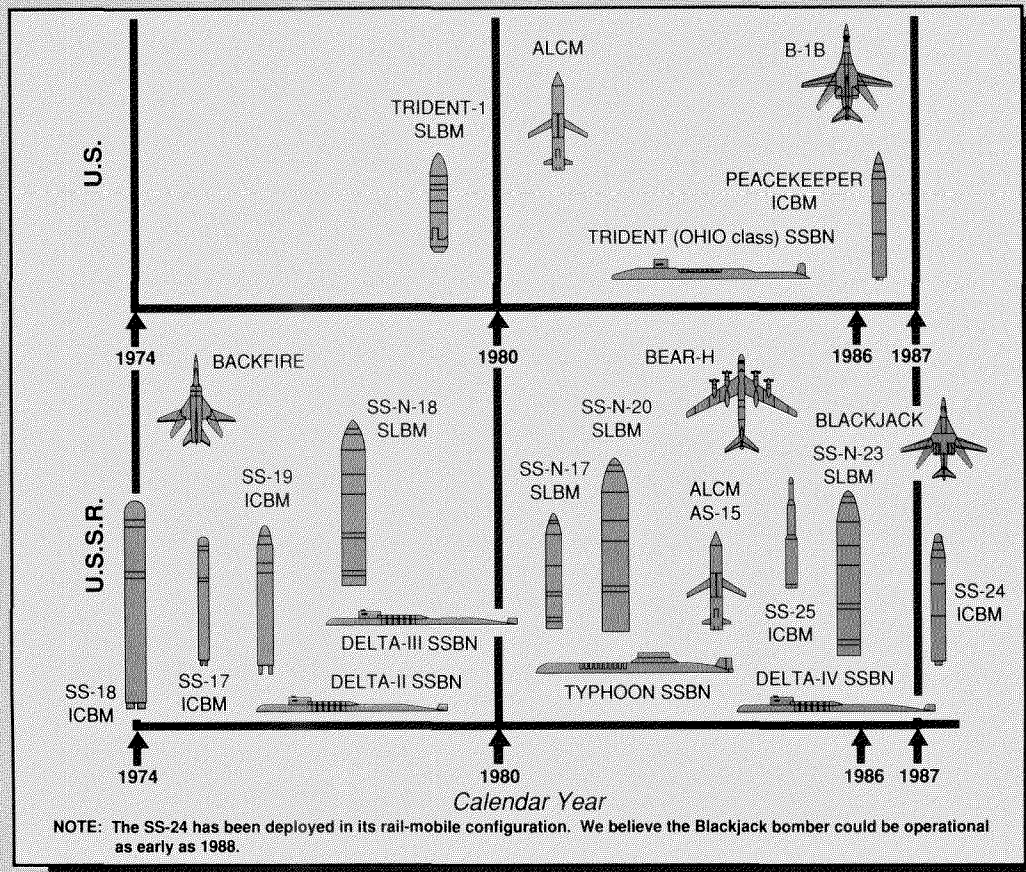 U.S.
TRIDENT-1
SLBM
ALCM
B-1B
PEACEKEEPER
ICBM
TRIDENT (OHIO class) SSBN
1974
1980
1986
1987
U.S.S.R.
BACKFIRE
SS-N-18
SLBM
SS-19
ICBM
SS-18
ICBM
SS-17
ICBM
DELTA-III SSBN
DELTA-II SSBN
BEAR-H
SS-N-20
SLBM
SS-N-17
SLBM
ALCM
AS-15
BLACKJACK
SS-N-23
SLBM
SS-25
ICBM
SS-24
ICBM
TYPHOON SSBN
DELTA-IV SSBN
1974
1980
1986
1987
Calendar Year
NOTE: The SS-24 has been deployed in its rail-mobile configuration. We believe the Blackjack bomber could be operational
as early as 1988.